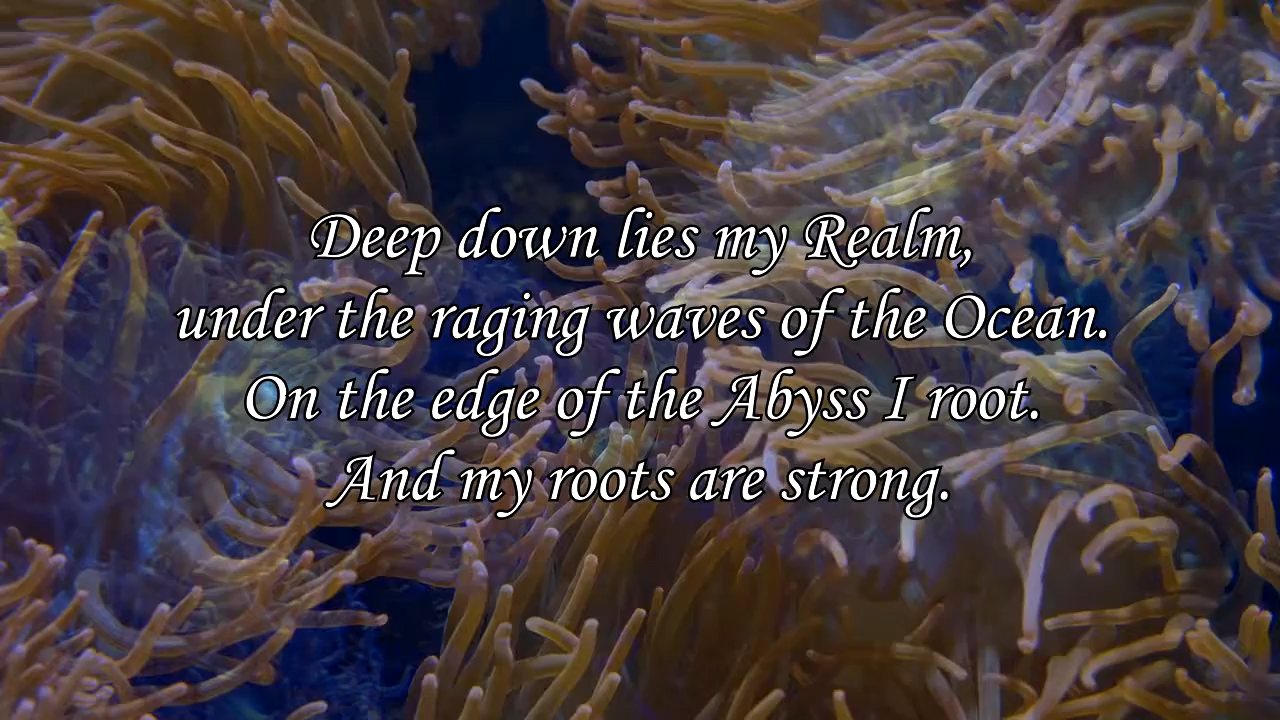 Deep down lies my Realm,
under the raging waves of the Ocean.
On the edge of the Abyss I root.
And my roots are strong.